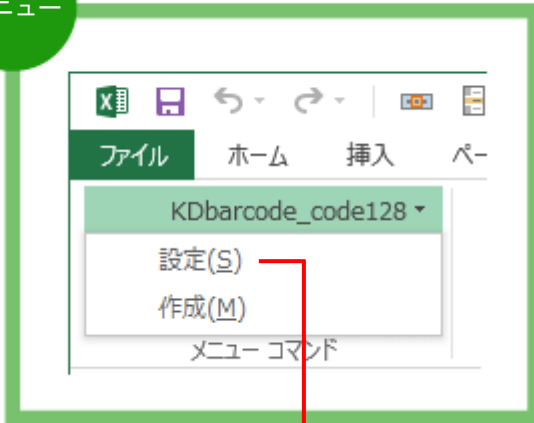 ニュー
ファイル ホーム 挿入 ペー
KDbarcode_code128
設定(S)
作成(M)
メニュー コマンド